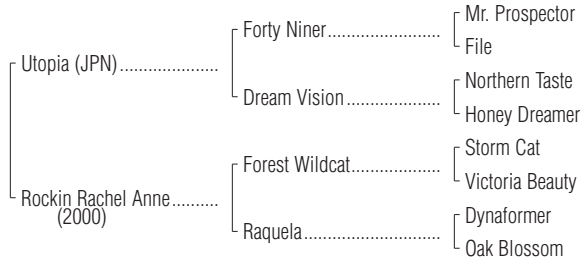 Mr. Prospector
Forty Niner....................
File
Utopia (JPN)..................
Northern Taste
Dream Vision.................
Honey Dreamer
Storm Cat
Forest Wildcat................
Victoria Beauty
Rockin Rachel Anne.........
(2000)
Dynaformer
Raquela.........................
Oak Blossom